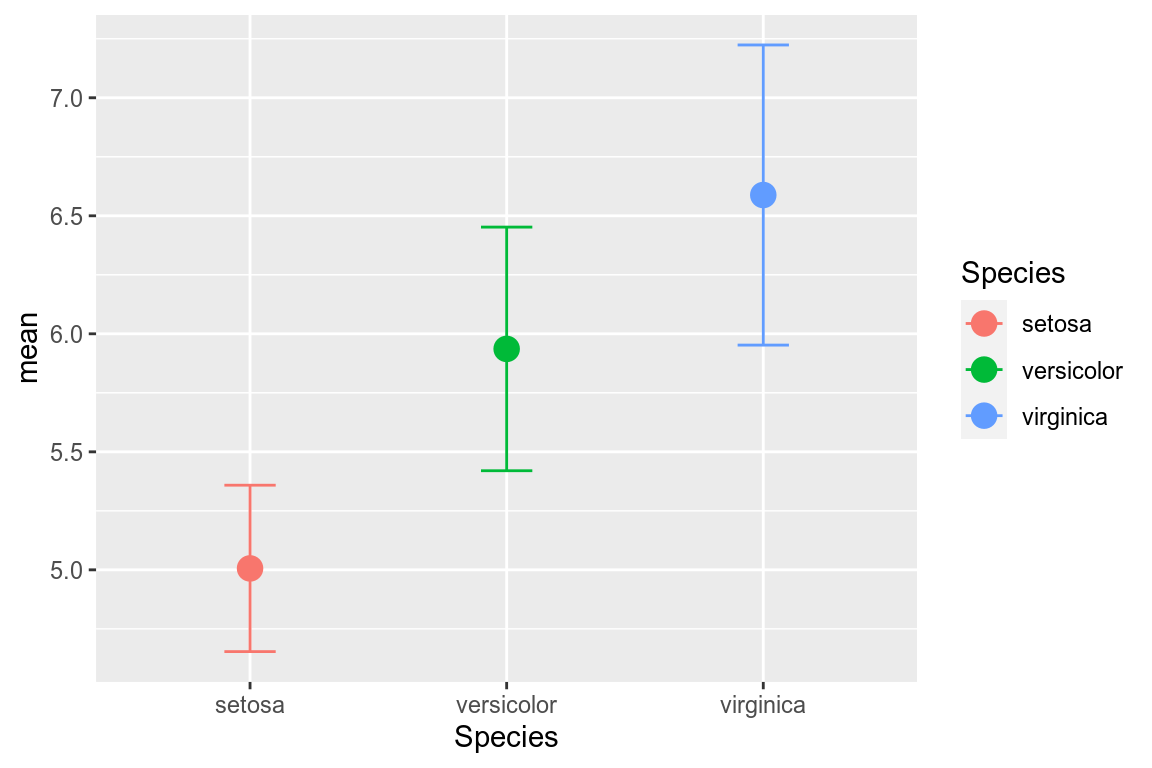 7.0
6.5
6.0
5.5
5.0
mean
setosa
versicolor
virginica
Species
Species
setosa
versicolor
virginica